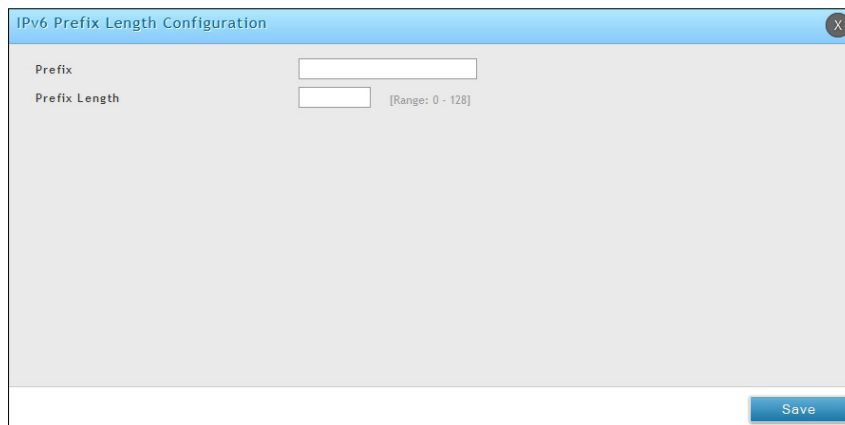 IPv6 Prefix Length Configuration
X
Prefix
Prefix Length [Range: 0 - 128]
Save